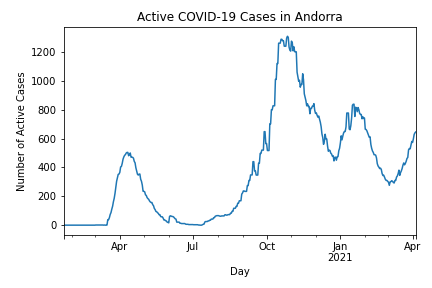 Active COVID-19 Cases in Andorra
Number of Active Cases
1200
1000
800
600
400
200
0
Apr
Jul
Oct
Jan
2021
Apr
Day